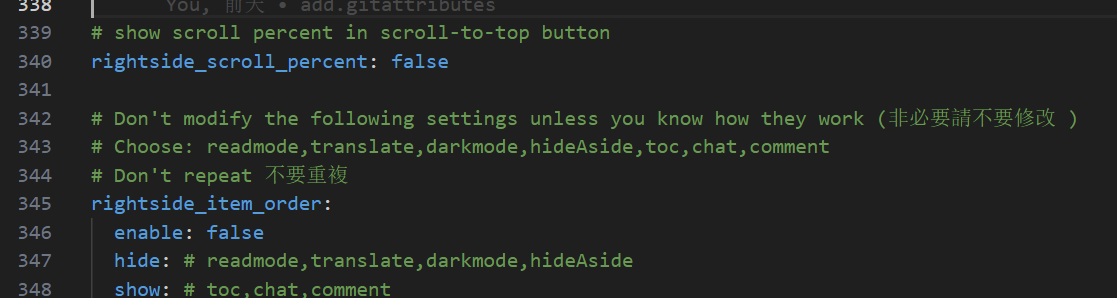 338 You, 前天 • add.gitattributes
339 # show scroll percent in scroll-to-top button
340 rightside_scroll_percent: false
341
342 # Don't modify the following settings unless you know how they work (非必要請不要修改 )
343 # Choose: readmode,translate,darkmode,hideAside,toc,chat,comment
344 # Don't repeat 不要重複
345 rightside_item_order:
346 enable: false
347 hide: # readmode,translate,darkmode,hideAside
348 show: # toc,chat,comment